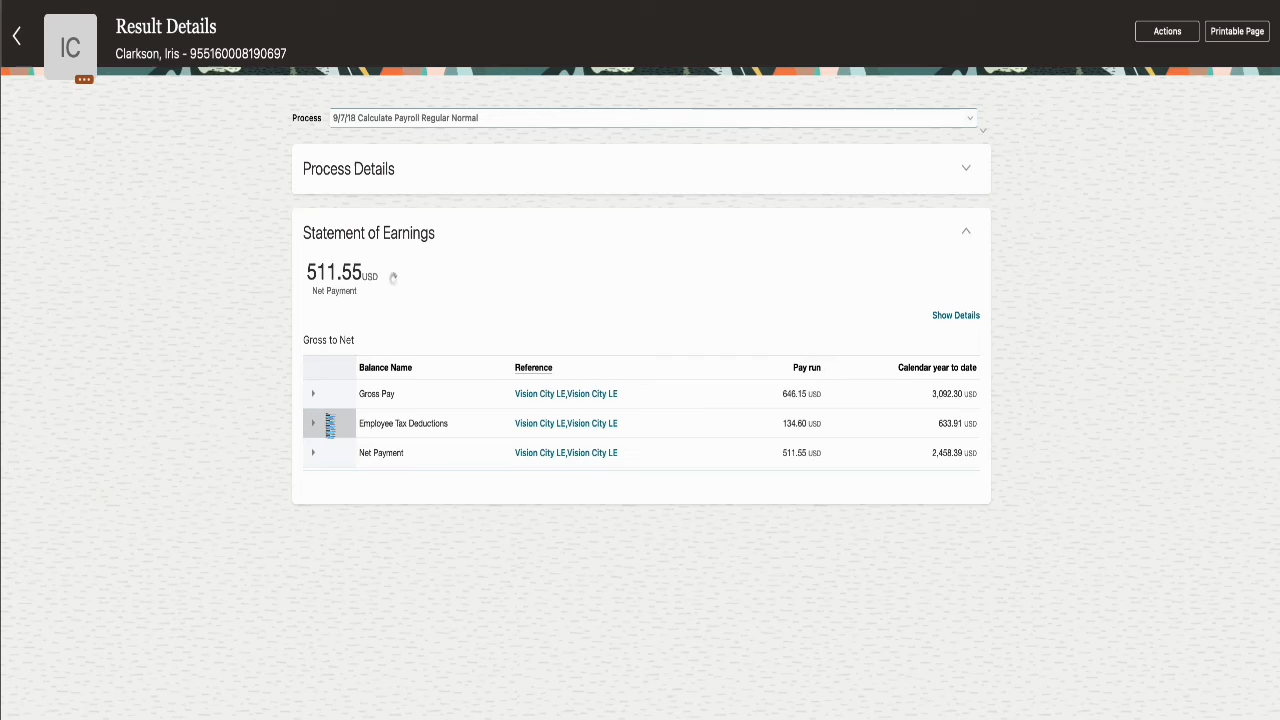 IC
Result Details
Clarkson, Iris - 955160008190697
Actions
Printable Page
Process
9/7/18 Calculate Payroll Regular Normal
Process Details
Statement of Earnings
511.55USD
Net Payment
Show Details
Gross to Net
Balance Name Reference Pay run Calendar year to date
Gross Pay Vision City LE,Vision City LE 646.15 USD 3,092.30 USD
Employee Tax Deductions Vision City LE,Vision City LE 134.60 USD 633.91 USD
Net Payment Vision City LE,Vision City LE 511.55 USD 2,458.39 USD